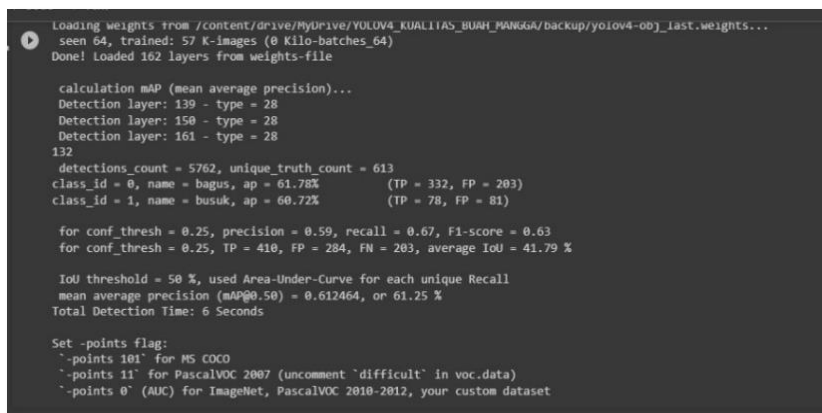 Loading weights from /content/drive/MyDrive/YOLOV4_KUALITAS_BUAH_MANGGA/backup/yolov4-obj_last.weights...
seen 64, trained: 57 K-images (0 Kilo-batches_64)
Done! Loaded 162 layers from weights-file
calculation mAP (mean average precision)...
Detection layer: 139 - type = 28
Detection layer: 150 - type = 28
Detection layer: 161 - type = 28
132
detections_count = 5762, unique_truth_count = 613
class_id = 0, name = bagus, ap = 61.78% (TP = 332, FP = 203)
class_id = 1, name = busuk, ap = 60.72% (TP = 78, FP = 81)
for conf_thresh = 0.25, precision = 0.59, recall = 0.67, F1-score = 0.63
for conf_thresh = 0.25, TP = 410, FP = 284, FN = 203, average IoU = 41.79 %
IoU threshold = 50 %, used Area-Under-Curve for each unique Recall
mean average precision (mAP@0.50) = 0.612464, or 61.25 %
Total Detection Time: 6 Seconds
Set -points flag:
`-points 101` for MS COCO
`-points 11` for PascalVOC 2007 (uncomment `difficult` in voc.data)
`-points 0` (AUC) for ImageNet, PascalVOC 2010-2012, your custom dataset